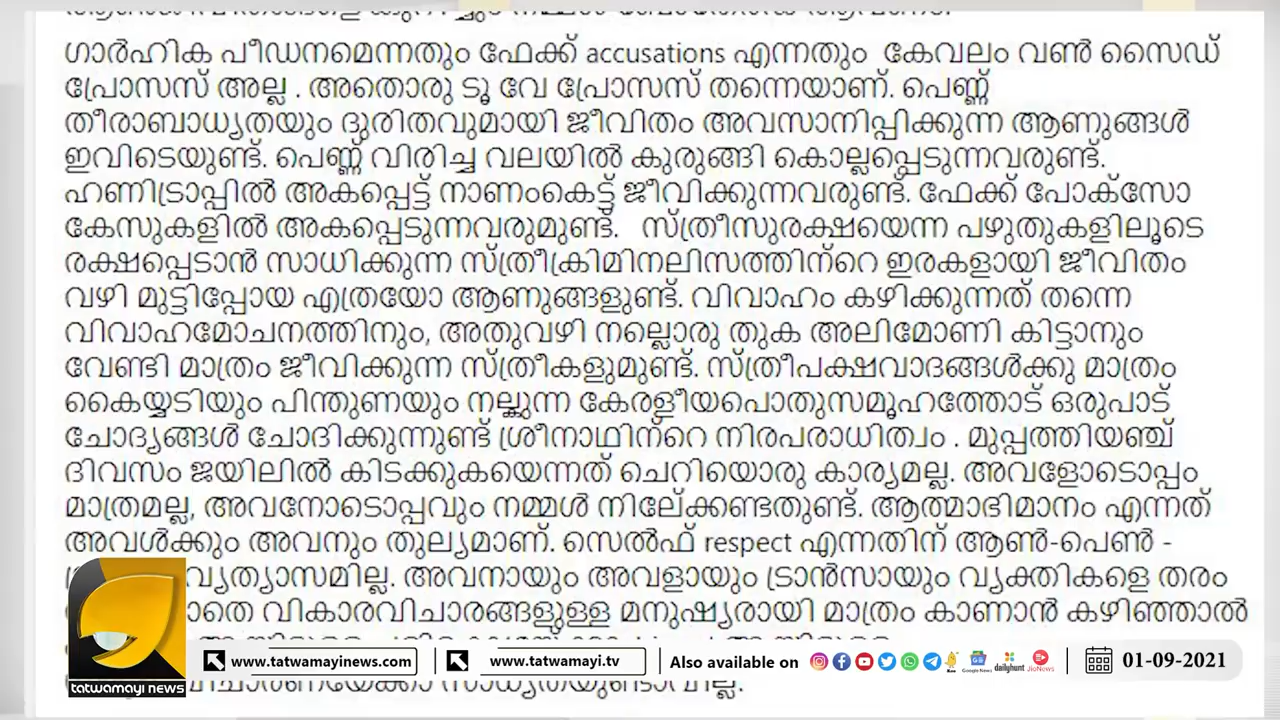 ഗാർഹിക പീഡനമെന്നതും ഫേക്ക് accusations എന്നതും കേവലം വൺ സൈഡ്
പ്രോസസ് അല്ല . അതൊരു ടൂ വേ പ്രോസസ് തന്നെയാണ്. പെണ്ണ്
തീരാബാധ്യതയും ദുരിതവുമായി ജീവിതം അവസാനിപ്പിക്കുന്ന ആണുങ്ങൾ
ഇവിടെയുണ്ട്. പെണ്ണ് വിരിച്ച വലയിൽ കുരുങ്ങി കൊല്ലപ്പെടുന്നവരുണ്ട്.
ഹണിട്രാപ്പിൽ അകപ്പെട്ട് നാണംകെട്ട് ജീവിക്കുന്നവരുണ്ട്. ഫേക്ക് പോക്സോ
കേസുകളിൽ അകപ്പെടുന്നവരുമുണ്ട്. സ്ത്രീസുരക്ഷയെന്ന പഴുതുകളിലൂടെ
രക്ഷപ്പെടാൻ സാധിക്കുന്ന സ്ത്രീക്രിമിനലിസത്തിന്റെ ഇരകളായി ജീവിതം
വഴി മുട്ടിപ്പോയ എത്രയോ ആണുങ്ങളുണ്ട്. വിവാഹം കഴിക്കുന്നത് തന്നെ
വിവാഹമോചനത്തിനും, അതുവഴി നല്ലൊരു തുക അലിമോണി കിട്ടാനും
വേണ്ടി മാത്രം ജീവിക്കുന്ന സ്ത്രീകളുമുണ്ട്. സ്ത്രീപക്ഷവാദങ്ങൾക്കു മാത്രം
കൈയ്യടിയും പിന്തുണയും നല്കുന്ന കേരളീയപൊതുസമൂഹത്തോട് ഒരുപാട്
ചോദ്യങ്ങൾ ചോദിക്കുന്നുണ്ട് ശ്രീനാഥിന്റെ നിരപരാധിത്വം . മുപ്പത്തിയഞ്ച്
ദിവസം ജയിലിൽ കിടക്കുകയെന്നത് ചെറിയൊരു കാര്യമല്ല. അവളോടൊപ്പം
മാത്രമല്ല, അവനോടൊപ്പവും നമ്മൾ നില്ക്കേണ്ടതുണ്ട്. ആത്മാഭിമാനം എന്നത്
അവൾക്കും അവനും തുല്യമാണ്. സെൽഫ് respect എന്നതിന് ആൺ-പെൺ -
വ്യത്യാസമില്ല. അവനായും അവളായും ട്രാൻസായും വ്യക്തികളെ തരം
വികാരവിചാരങ്ങളുള്ള മനുഷ്യരായി മാത്രം കാണാൻ കഴിഞ്ഞാൽ
tatwamayi news
www.tatwamayinews.com
www.tatwamayi.tv
Also available on
Google News
dailyhunt
JioNews
01-09-2021